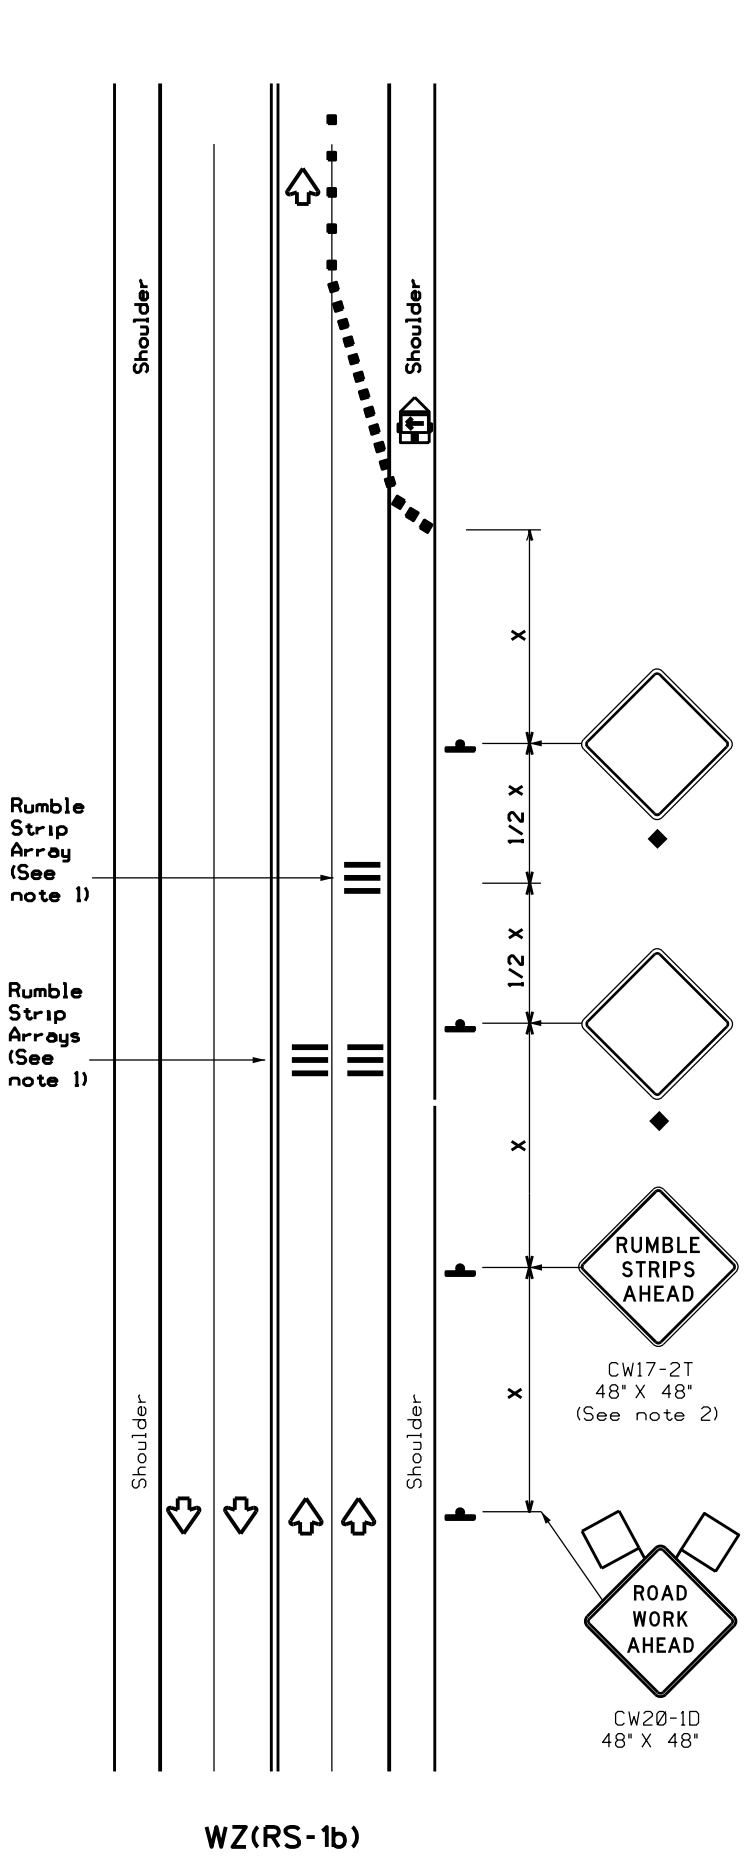 Shoulder
Shoulder
X
1/2 X
Rumble
Strip
Array
(See
note 1)
1/2 X
Rumble
Strip
Arrays
(See
note 1)
X
RUMBLE
STRIPS
AHEAD
CW17-2T
48" X 48"
(See note 2)
X
Shoulder
Shoulder
ROAD
WORK
AHEAD
CW20-1D
48" X 48"
WZ(RS-1b)